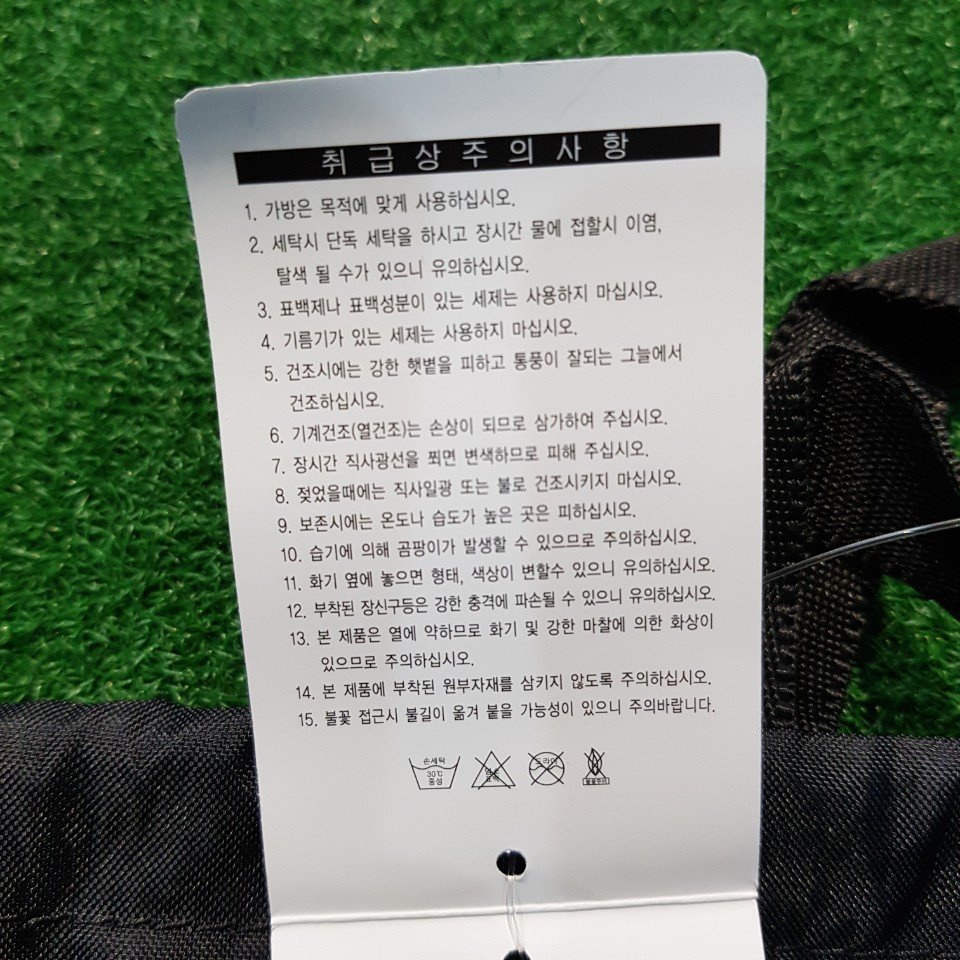 취급상주의사항
1. 가방은 목적에 맞게 사용하십시오.
2. 세탁시 단독 세탁을 하시고 장시간 물에 접할시 이염,
탈색 될 수가 있으니 유의하십시오.
3. 표백제나 표백성분이 있는 세제는 사용하지 마십시오.
4. 기름기가 있는 세제는 사용하지 마십시오.
5. 건조시에는 강한 햇볕을 피하고 통풍이 잘되는 그늘에서
건조하십시오.
6. 기계건조(열건조)는 손상이 되므로 삼가하여 주십시오.
7. 장시간 직사광선을 쬐면 변색하므로 피해 주십시오.
8. 젖었을때에는 직사일광 또는 불로 건조시키지 마십시오.
9. 보존시에는 온도나 습도가 높은 곳은 피하십시오.
10. 습기에 의해 곰팡이가 발생할 수 있으므로 주의하십시오.
11. 화기 옆에 놓으면 형태, 색상이 변할수 있으니 유의하십시오.
12. 부착된 장신구등은 강한 충격에 파손될 수 있으니 유의하십시오.
13. 본 제품은 열에 약하므로 화기 및 강한 마찰에 의한 화상이
있으므로 주의하십시오.
14. 본 제품에 부착된 원부자재를 삼키지 않도록 주의하십시오.
15. 불꽃 접근시 불길이 옮겨 붙을 가능성이 있으니 주의바랍니다.
손세탁
30℃
중성
드라이
불꽃주의